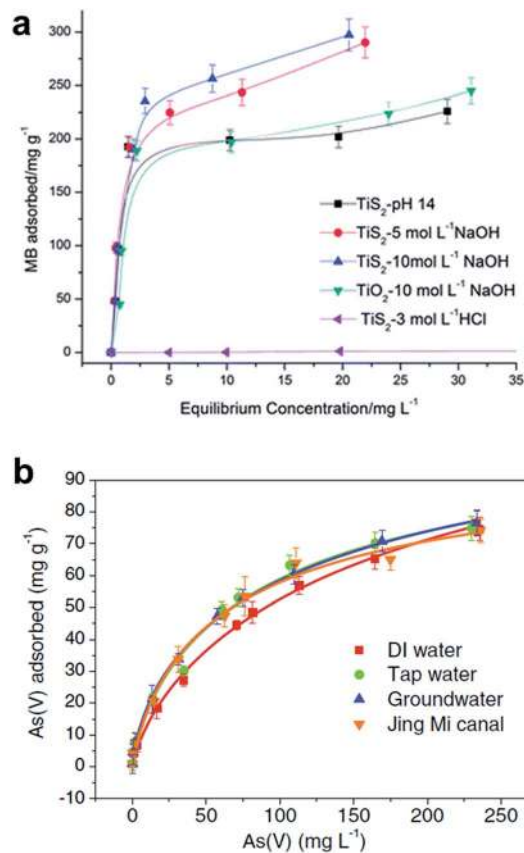 a
MB adsorbed/mg g⁻¹
300
250
200
150
100
50
0
TiS₂-pH 14
TiS₂-5 mol L⁻¹NaOH
TiS₂-10mol L⁻¹ NaOH
TiO₂-10 mol L⁻¹ NaOH
TiS₂-3 mol L⁻¹HCl
0 5 10 15 20 25 30 35
Equilibrium Concentration/mg L⁻¹
b
As(V) adsorbed (mg g⁻¹)
90
80
70
60
50
40
30
20
10
0
-10
DI water
Tap water
Groundwater
Jing Mi canal
0 50 100 150 200 250
As(V) (mg L⁻¹)